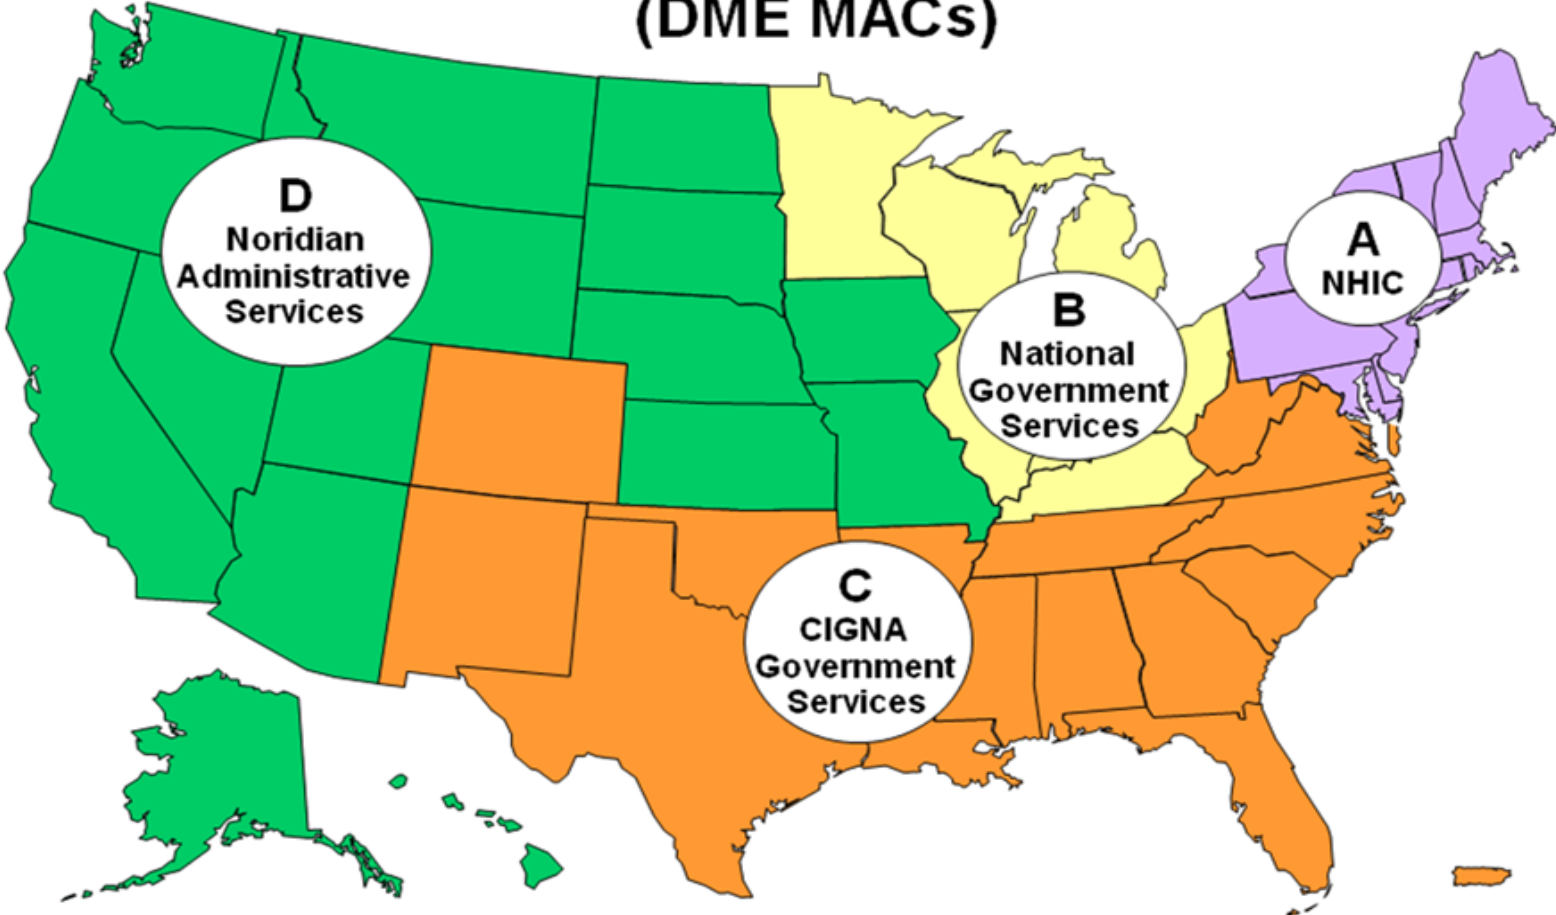 (DME MACs)
D
Noridian
Administrative
Services
A
NHIC
B
National
Government
Services
C
CIGNA
Government
Services